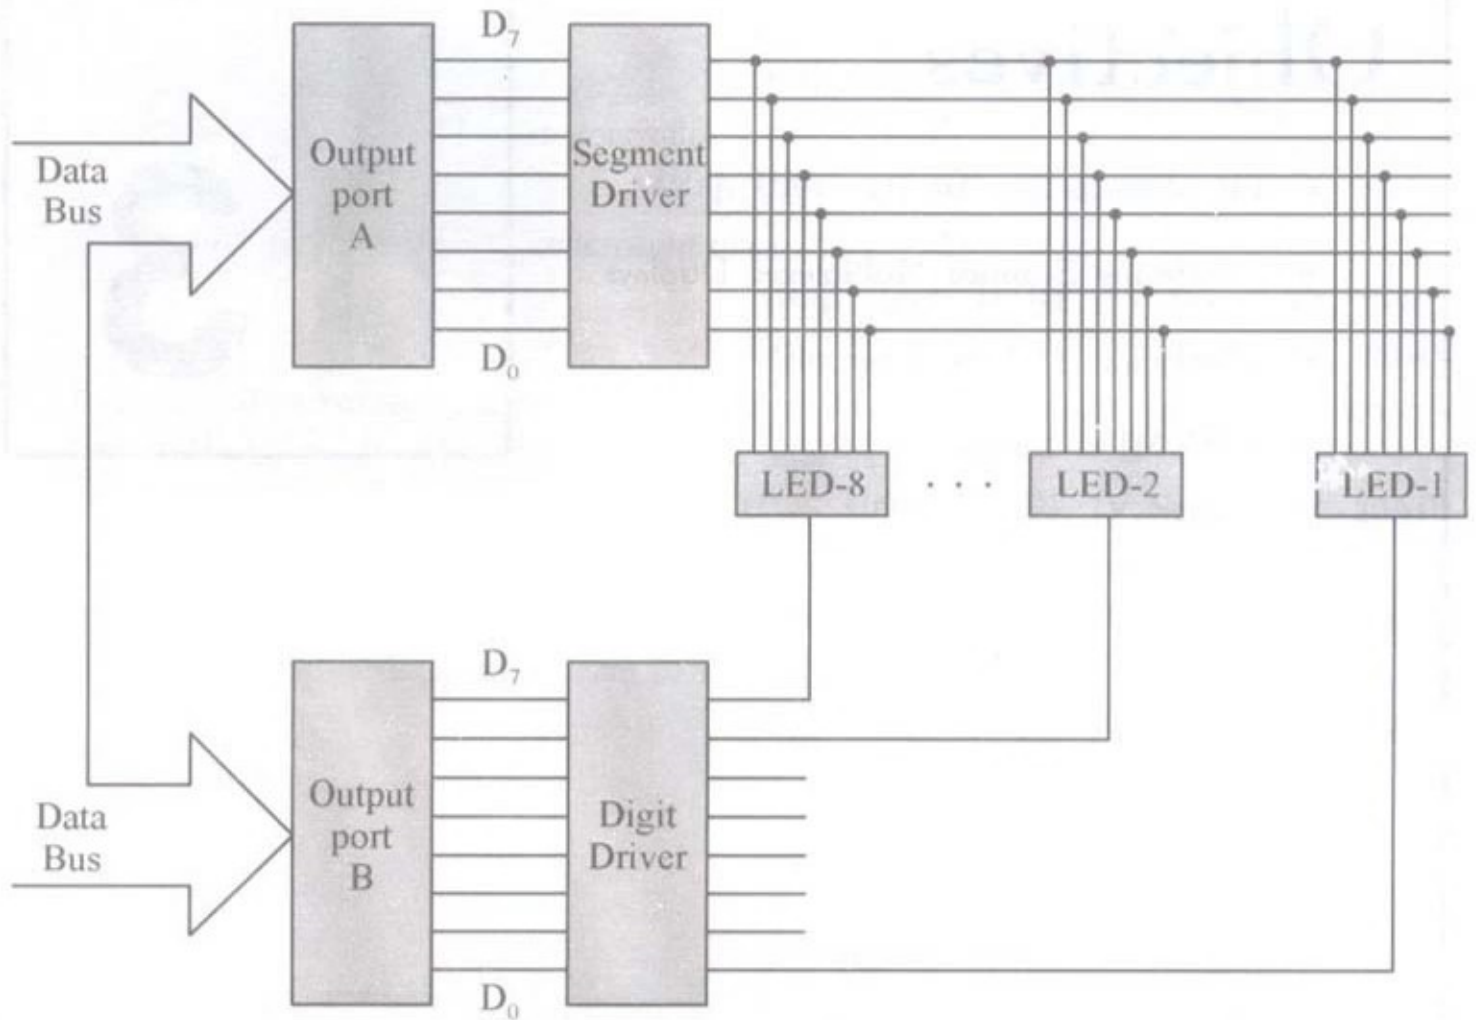 D₇
Output
port
A
Segment
Driver
Data
Bus
D₀
LED-8
. . .
LED-2
LED-1
D₇
Output
port
B
Digit
Driver
Data
Bus
D₀